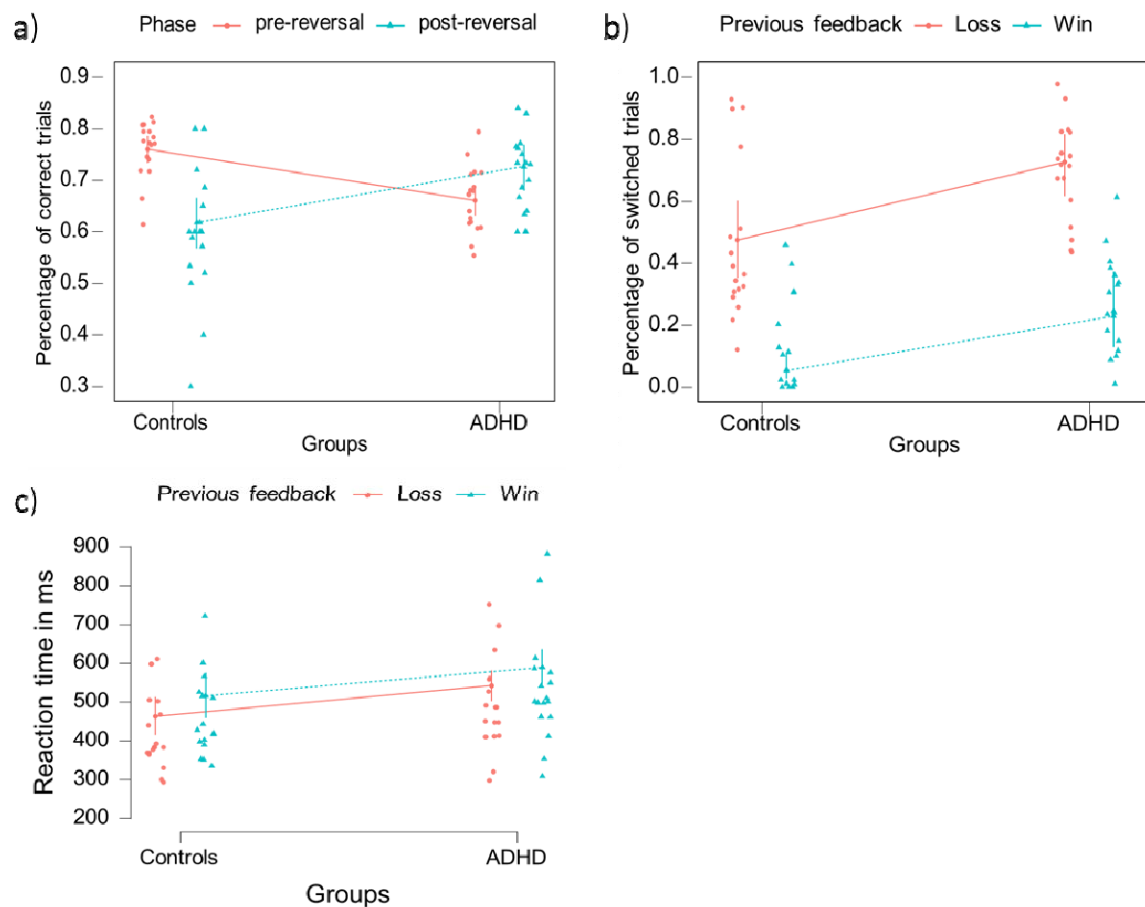 a)
Phase pre-reversal post-reversal
Percentage of correct trials
0.9
0.8
0.7
0.6
0.5
0.4
0.3
Controls
ADHD
Groups
b)
Previous feedback Loss Win
Percentage of switched trials
1.0
0.8
0.6
0.4
0.2
0.0
Controls
ADHD
Groups
c)
Previous feedback Loss Win
Reaction time in ms
900
800
700
600
500
400
300
200
Controls
ADHD
Groups